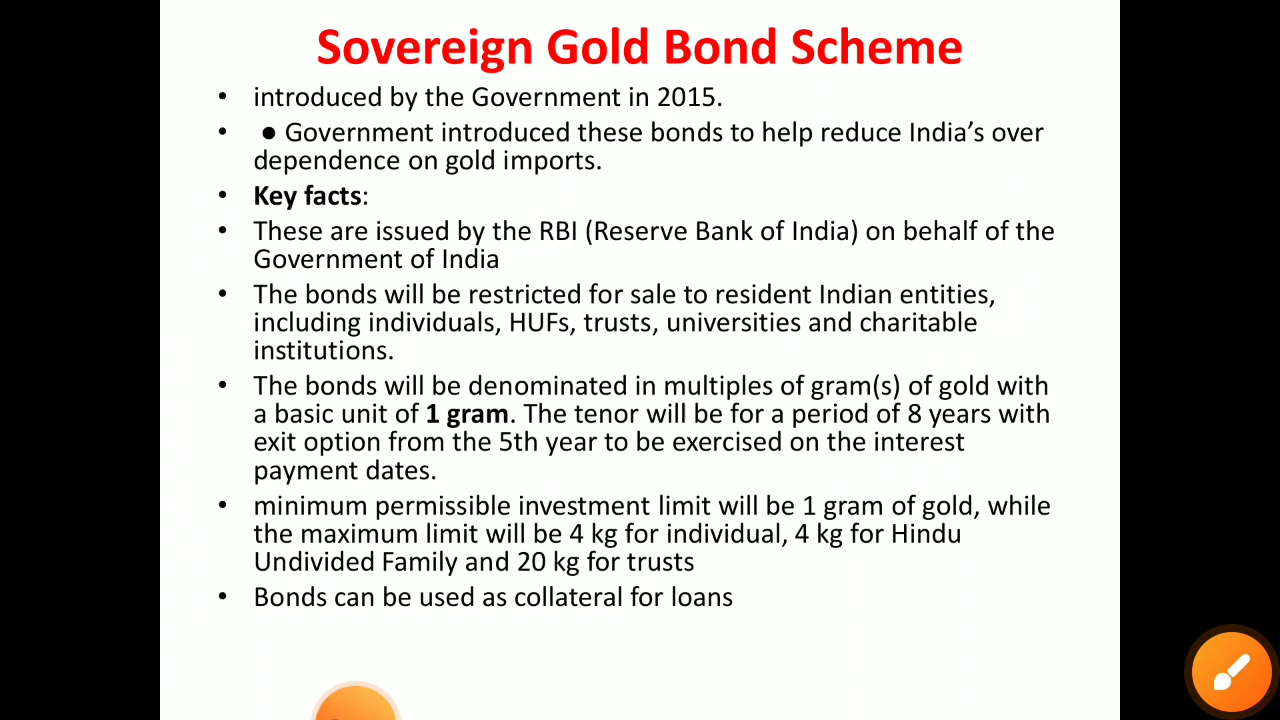 Sovereign Gold Bond Scheme
• introduced by the Government in 2015.
• ● Government introduced these bonds to help reduce India’s over
dependence on gold imports.
• Key facts:
• These are issued by the RBI (Reserve Bank of India) on behalf of the
Government of India
• The bonds will be restricted for sale to resident Indian entities,
including individuals, HUFs, trusts, universities and charitable
institutions.
• The bonds will be denominated in multiples of gram(s) of gold with
a basic unit of 1 gram. The tenor will be for a period of 8 years with
exit option from the 5th year to be exercised on the interest
payment dates.
• minimum permissible investment limit will be 1 gram of gold, while
the maximum limit will be 4 kg for individual, 4 kg for Hindu
Undivided Family and 20 kg for trusts
• Bonds can be used as collateral for loans